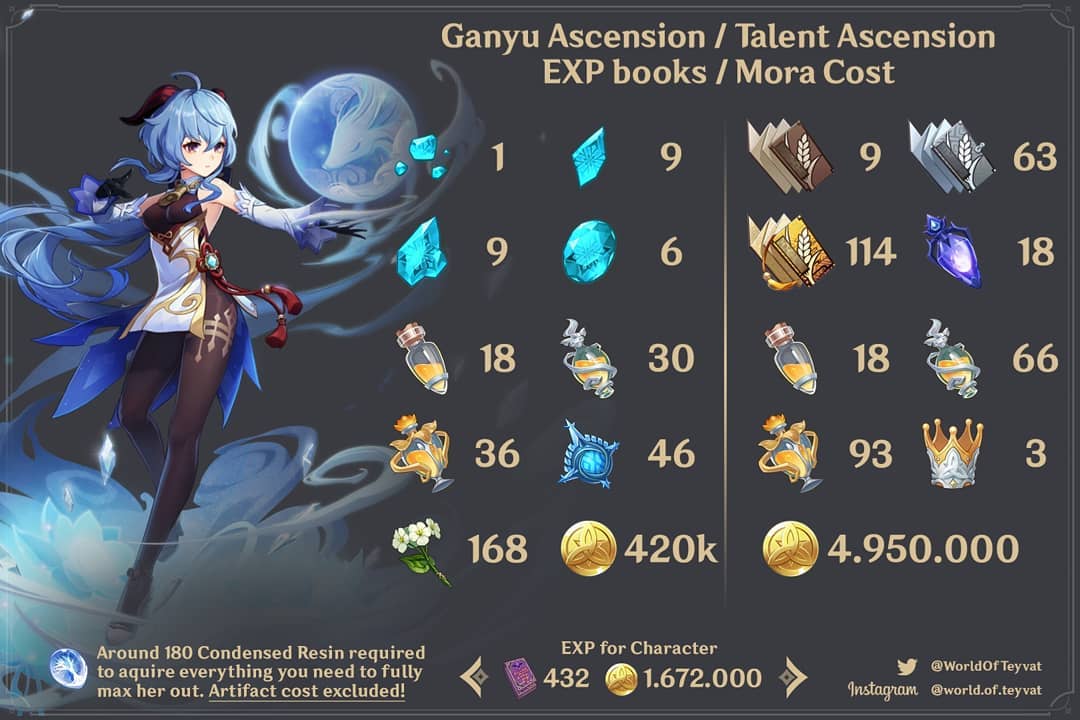 Ganyu Ascension / Talent Ascension
EXP books / Mora Cost
1 9 9 63
9 6 114 18
18 30 18 66
36 46 93 3
168 420k 4.950.000
Around 180 Condensed Resin required
to aquire everything you need to fully
max her out. Artifact cost excluded!
EXP for Character
432 1.672.000
@WorldOfTeyvat
Instagram @world.of.teyvat